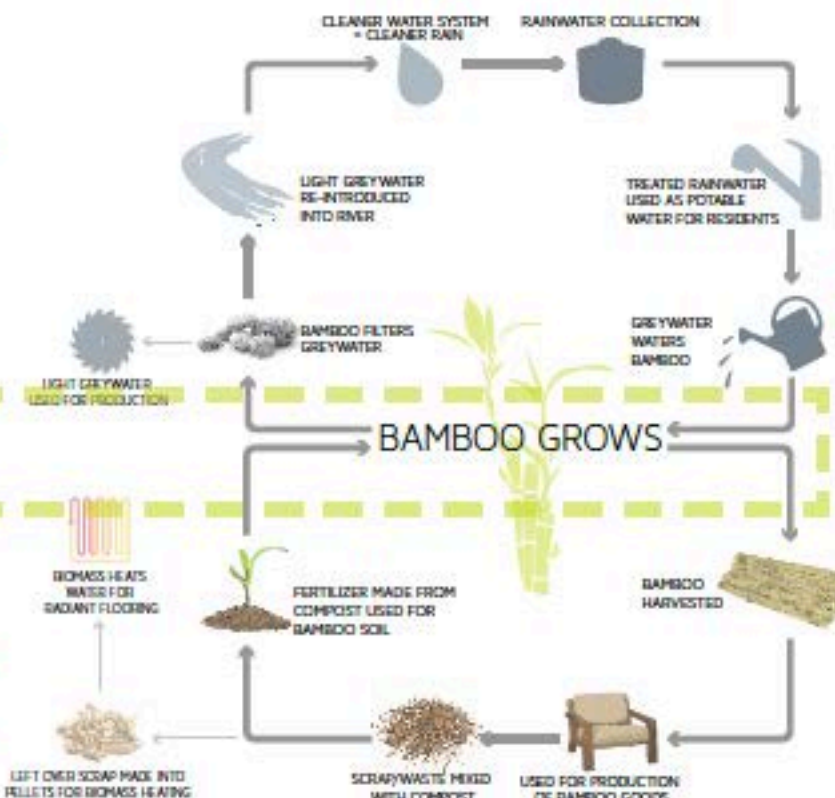 CLEANER WATER SYSTEM
= CLEANER RAIN
RAINWATER COLLECTION
LIGHT GREYWATER
RE-INTRODUCED
INTO RIVER
TREATED RAINWATER
USED AS POTABLE
WATER FOR RESIDENTS
BAMBOO FILTERS
GREYWATER
GREYWATER
WATERS
BAMBOO
LIGHT GREYWATER
USED FOR PRODUCTION
BAMBOO GROWS
BIOMASS HEATS
WATER FOR
RADIANT FLOORING
FERTILIZER MADE FROM
COMPOST USED FOR
BAMBOO SOIL
BAMBOO
HARVESTED
LEFT OVER SCRAP MADE INTO
PELLETS FOR BIOMASS HEATING
SCRAP/WASTE MIXED
WITH COMPOST
USED FOR PRODUCTION
OF BAMBOO GOODS